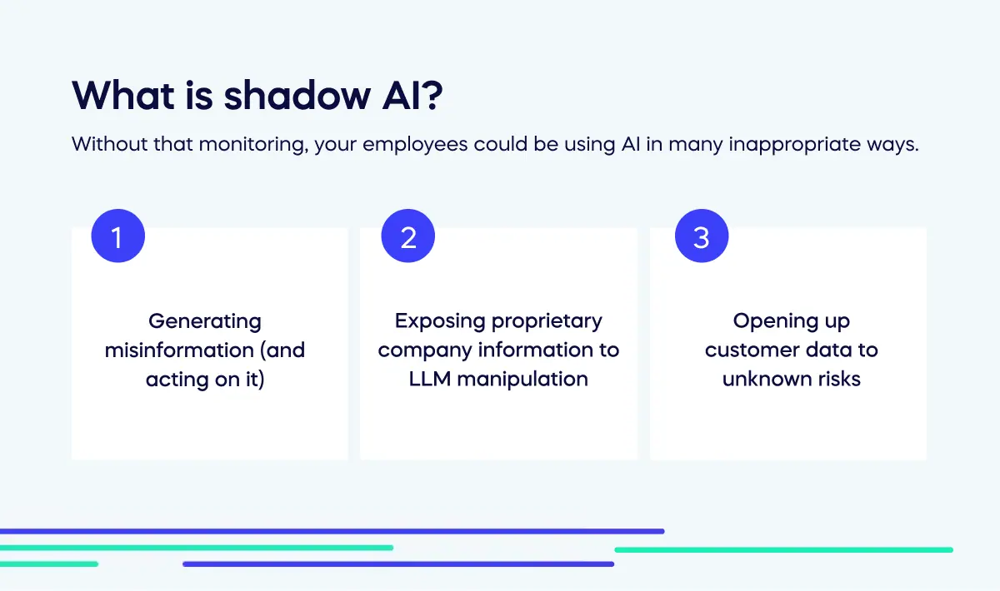 What is shadow AI?
Without that monitoring, your employees could be using AI in many inappropriate ways.
1
Generating
misinformation (and
acting on it)
2
Exposing proprietary
company information to
LLM manipulation
3
Opening up
customer data to
unknown risks